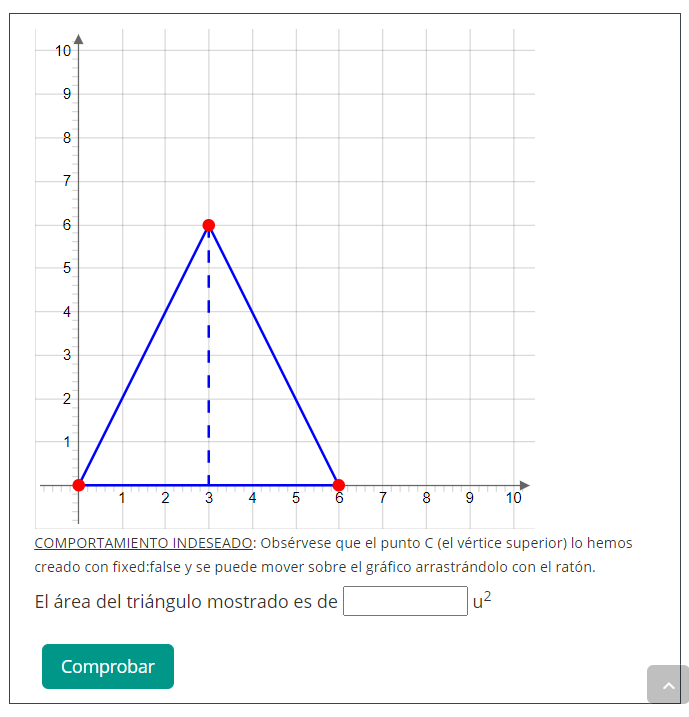 10
9
8
7
6
5
4
3
2
1
1 2 3 4 5 6 7 8 9 10
COMPORTAMIENTO INDESEADO: Obsérvese que el punto C (el vértice superior) lo hemos
creado con fixed:false y se puede mover sobre el gráfico arrastrándolo con el ratón.
El área del triángulo mostrado es de u²
Comprobar